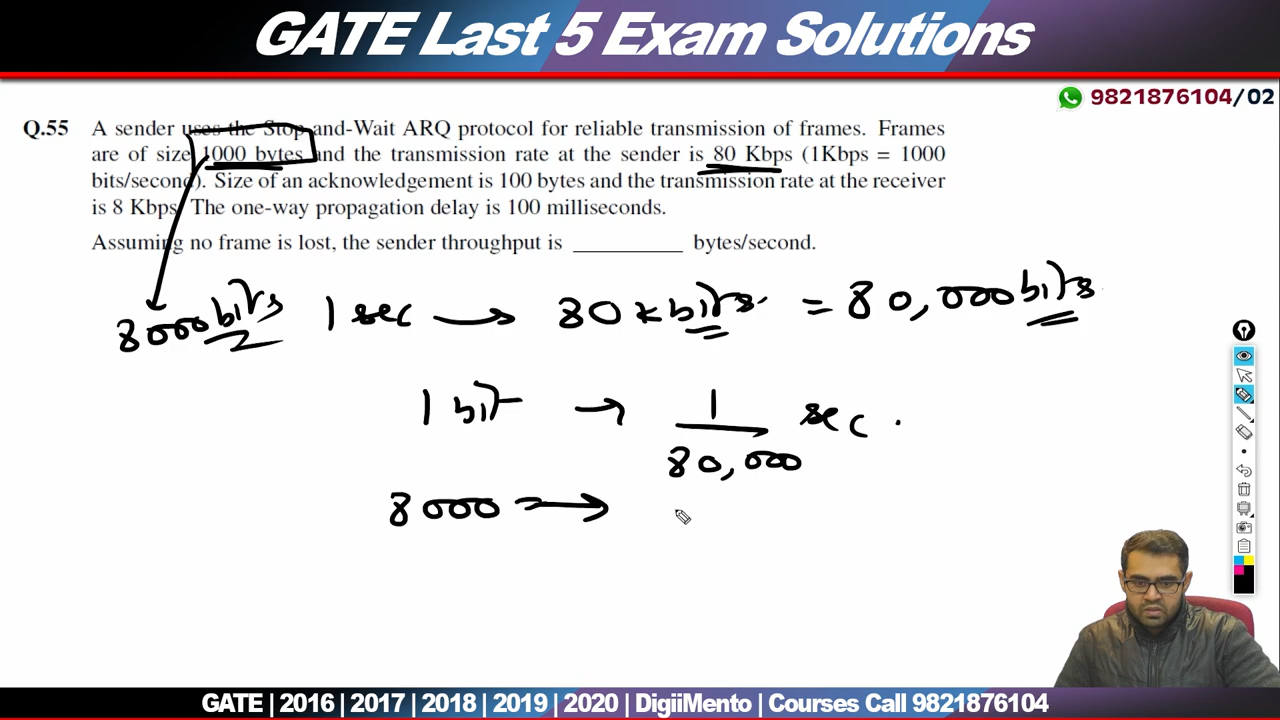 GATE Last 5 Exam Solutions
9821876104/02
Q.55 A sender uses the Stop-and-Wait ARQ protocol for reliable transmission of frames. Frames
are of size 1000 bytes and the transmission rate at the sender is 80 Kbps (1Kbps = 1000
bits/second). Size of an acknowledgement is 100 bytes and the transmission rate at the receiver
is 8 Kbps. The one-way propagation delay is 100 milliseconds.
Assuming no frame is lost, the sender throughput is __________ bytes/second.
8000 bits 1 sec → 80 k bits. = 80,000 bits
1 bit → 1/80,000 sec.
8000 = →
GATE | 2016 | 2017 | 2018 | 2019 | 2020 | DigiiMento | Courses Call 9821876104